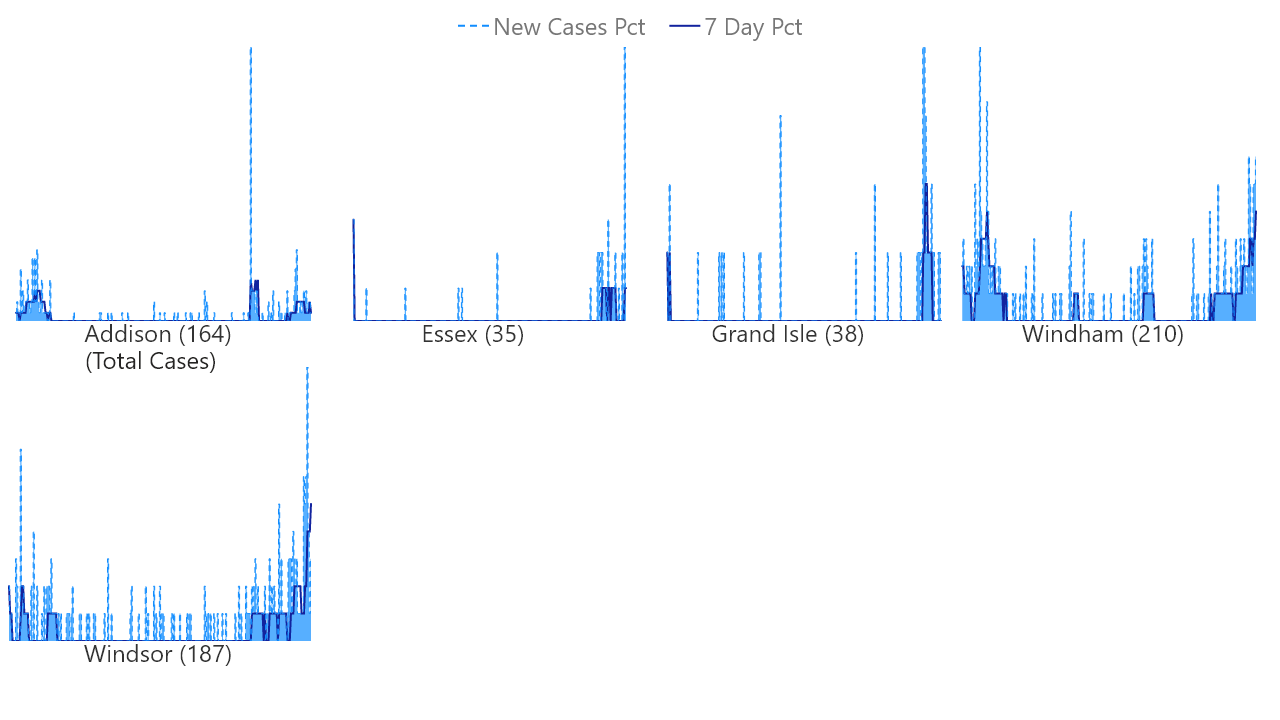 New Cases Pct 7 Day Pct
Addison (164)
(Total Cases)
Essex (35)
Grand Isle (38)
Windham (210)
Windsor (187)